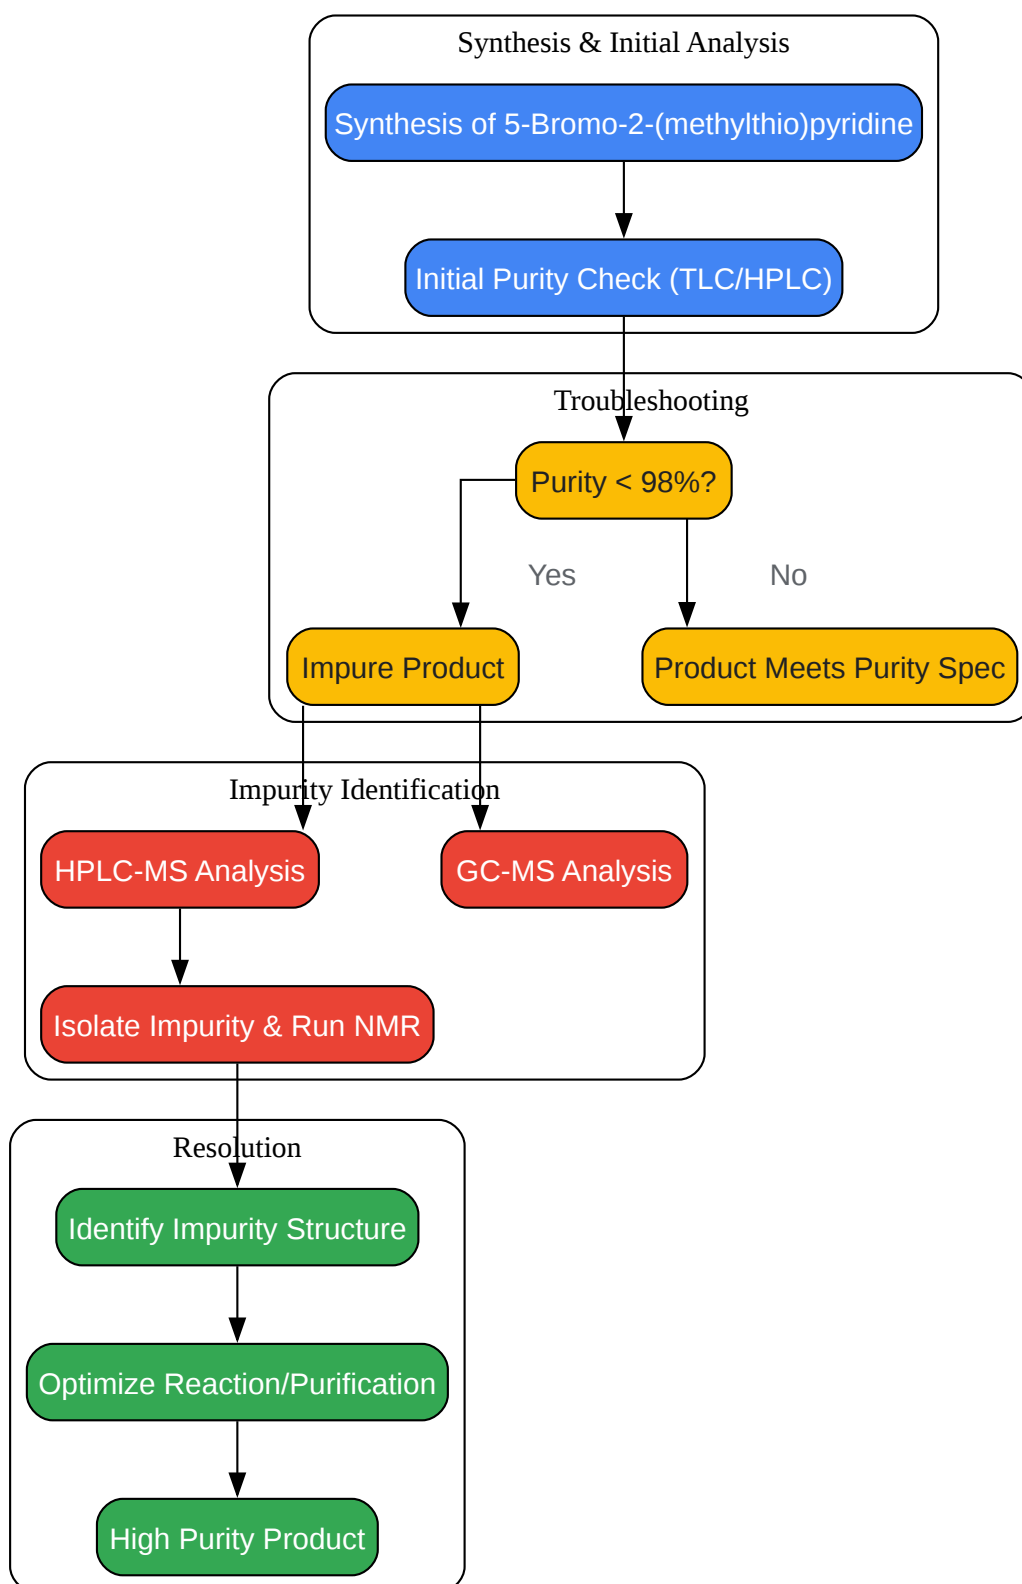 Synthesis & Initial Analysis
Synthesis of 5-Bromo-2-(methylthio)pyridine
Initial Purity Check (TLC/HPLC)
Troubleshooting
Purity < 98%?
Yes
No
Impure Product
Product Meets Purity Spec
Impurity Identification
HPLC-MS Analysis
GC-MS Analysis
Isolate Impurity & Run NMR
Resolution
Identify Impurity Structure
Optimize Reaction/Purification
High Purity Product